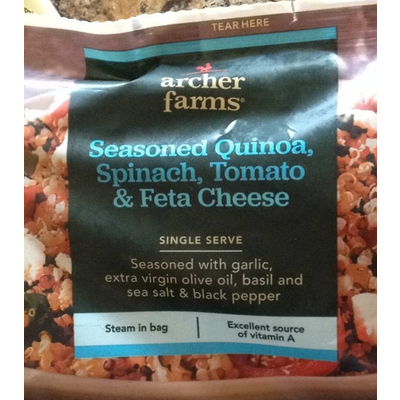 TEAR HERE
archer
farms®
Seasoned Quinoa,
Spinach, Tomato
& Feta Cheese
SINGLE SERVE
Seasoned with garlic,
extra virgin olive oil, basil and
sea salt & black pepper
Steam in bag
Excellent source
of vitamin A